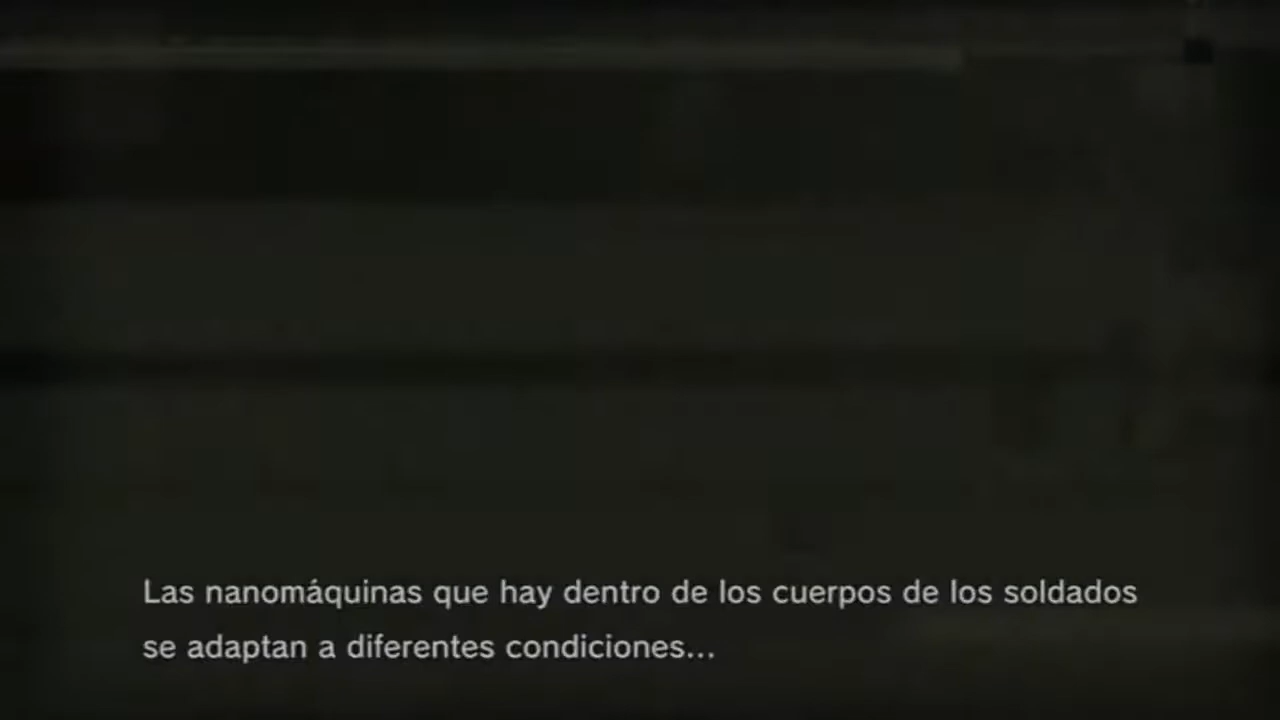 Las nanomáquinas que hay dentro de los cuerpos de los soldados
se adaptan a diferentes condiciones...